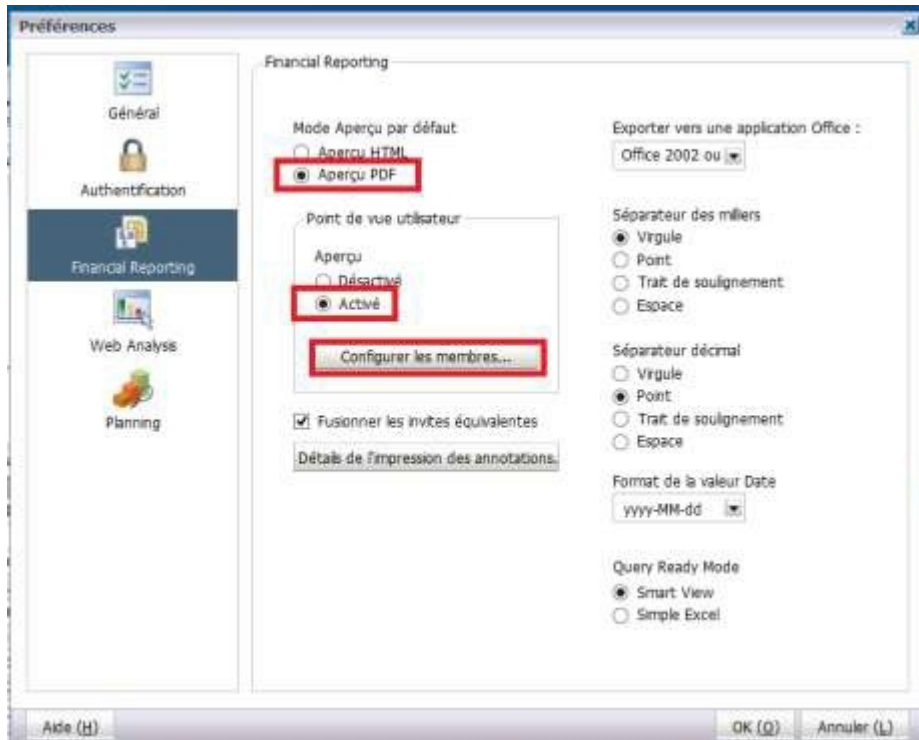 Préférences
Général
Authentification
Financial Reporting
Web Analysis
Planning
Financial Reporting
Mode Aperçu par défaut
Aperçu HTML
Aperçu PDF
Point de vue utilisateur
Aperçu
Désactivé
Activé
Configurer les membres...
Fusionner les invites équivalentes
Détails de l'impression des annotations.
Exporter vers une application Office :
Office 2002 ou
Séparateur des milliers
Virgule
Point
Trait de soulignement
Espace
Séparateur décimal
Virgule
Point
Trait de soulignement
Espace
Format de la valeur Date
yyyy-MM-dd
Query Ready Mode
Smart View
Simple Excel
Aide (H)
OK (O)
Annuler (L)